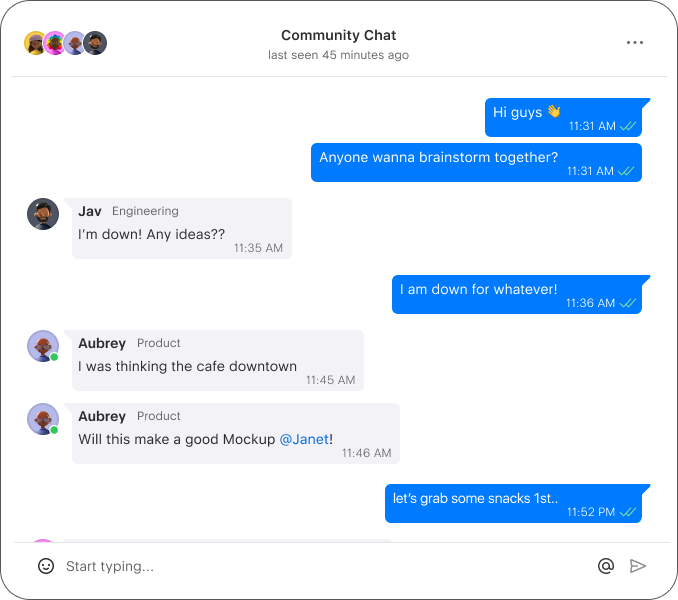 Community Chat
last seen 45 minutes ago
Hi guys 👋
11:31 AM
Anyone wanna brainstorm together?
11:31 AM
Jav Engineering
I’m down! Any ideas??
11:35 AM
I am down for whatever!
11:36 AM
Aubrey Product
I was thinking the cafe downtown
11:45 AM
Aubrey Product
Will this make a good Mockup @Janet!
11:46 AM
let’s grab some snacks 1st..
11:52 PM
Start typing...
@